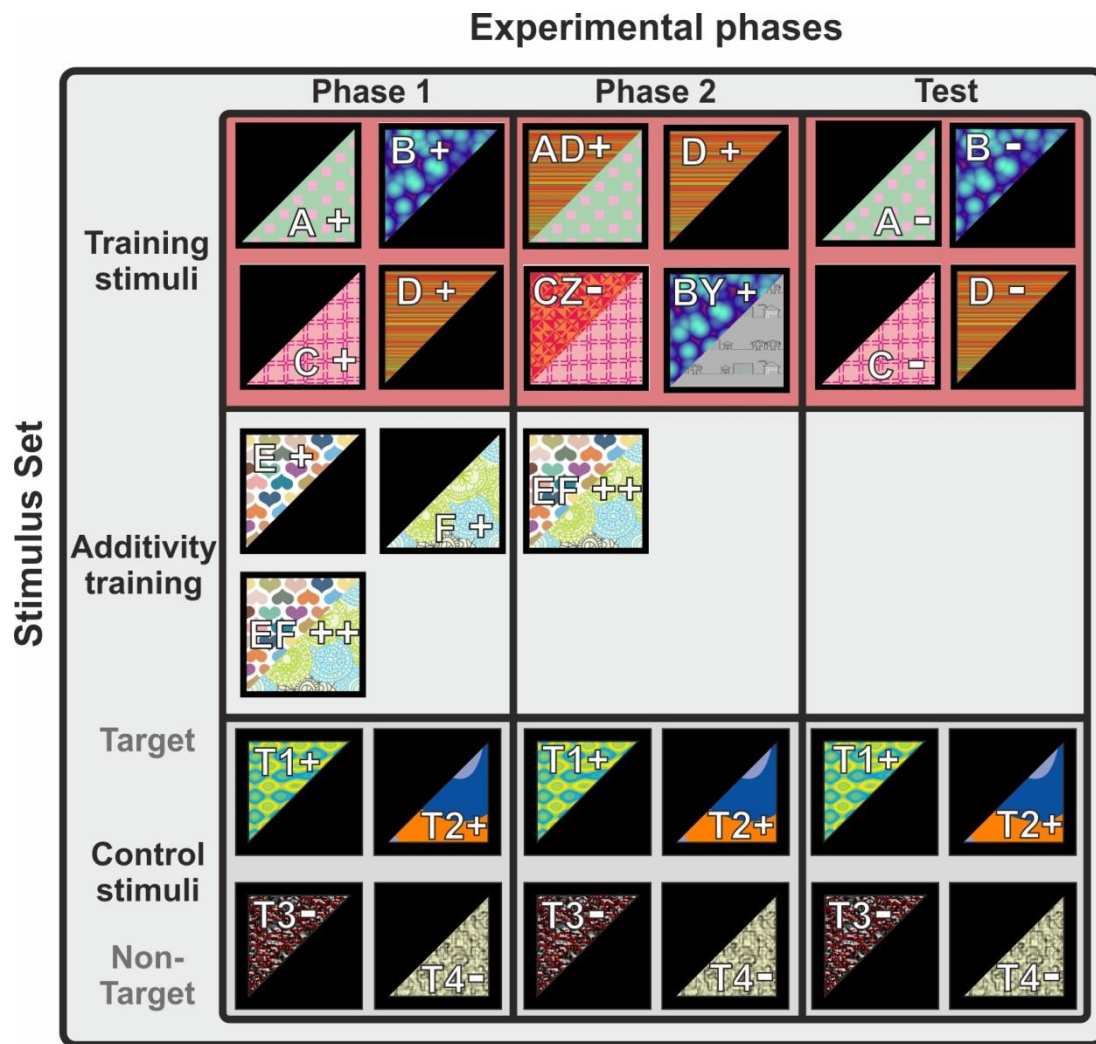 Experimental phases
Phase 1 Phase 2 Test
Stimulus Set
Training
stimuli
A + B + AD+ D + A - B -
C + D + CZ- BY + C - D -
Additivity
training
E + F + EF ++
EF ++
Target
Control
stimuli
Non-
Target
T1+ T2+ T1+ T2+ T1+ T2+
T3- T4- T3- T4- T3- T4-